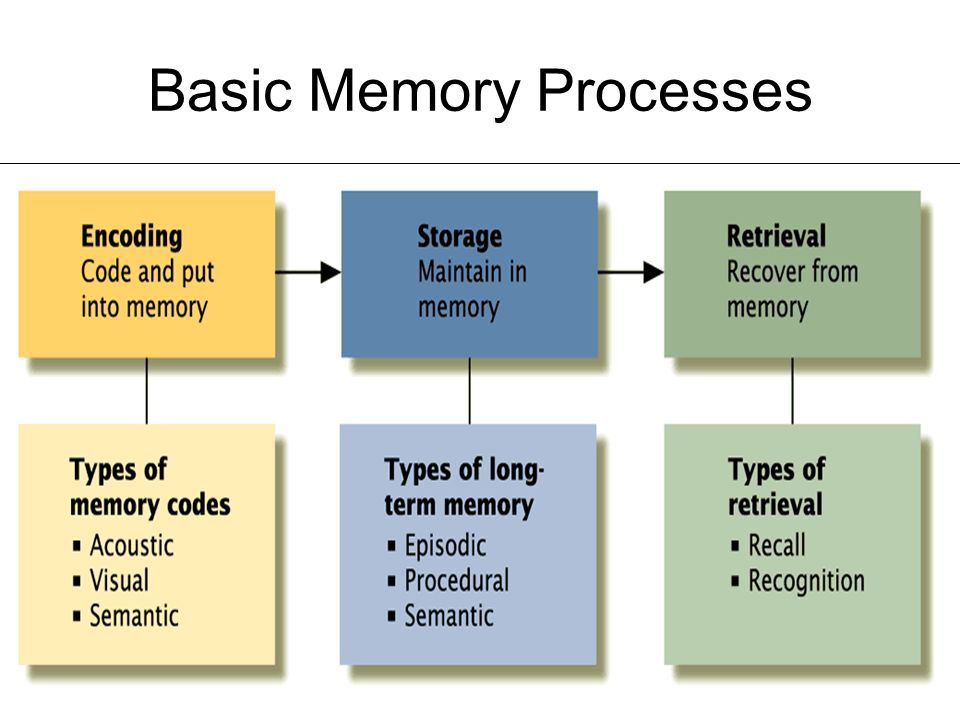 Basic Memory Processes
Encoding
Code and put
into memory
Storage
Maintain in
memory
Retrieval
Recover from
memory
Types of
memory codes
▪ Acoustic
▪ Visual
▪ Semantic
Types of long-
term memory
▪ Episodic
▪ Procedural
▪ Semantic
Types of
retrieval
▪ Recall
▪ Recognition